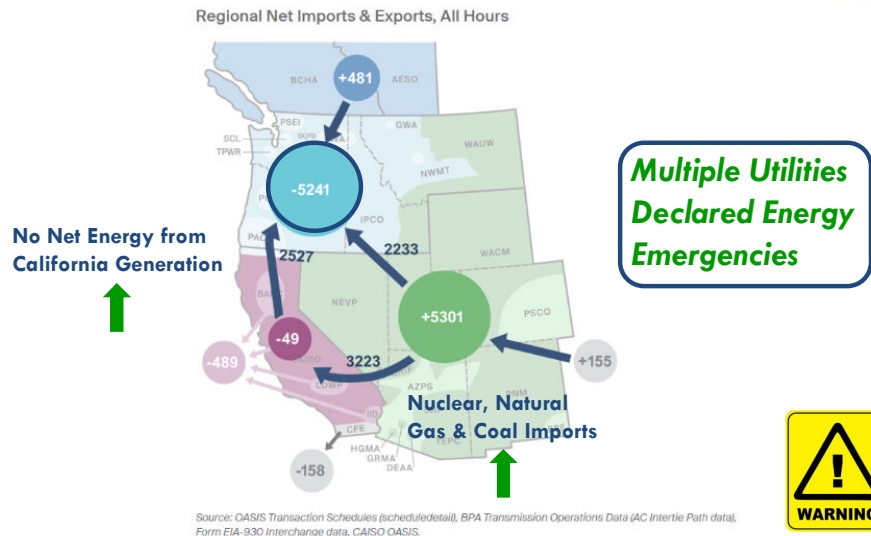 Regional Net Imports & Exports, All Hours
+481
BCHA
AESO
PSEI
GWA
SCL
TPWR
WAUW
NWMT
-5241
IPCO
No Net Energy from
California Generation
2527
2233
WACM
Multiple Utilities
Declared Energy
Emergencies
NEVP
PSCO
+5301
-49
-489
3223
+155
LDWP
AZPS
PNM
IID
CFE
Nuclear, Natural
Gas & Coal Imports
TEPC
HGMA
GRMA
DEAA
-158
WARNING
Source: OASIS Transaction Schedules (scheduledetail), BPA Transmission Operations Data (AC Intertie Path data),
Form EIA-930 Interchange data, CAISO OASIS.